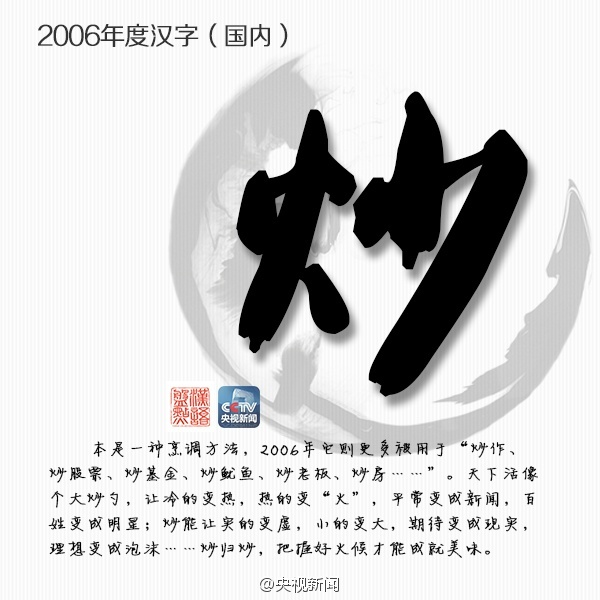 2006年度汉字（国内）
炒
漢語
盤點
CCTV
央视新闻
本是一种烹调方法，2006年它则更多被用于“炒作、
炒股票、炒基金、炒鱿鱼、炒老板、炒房……”。天下活像
个大炒勺，让冷的变热，热的变“火”，平常变成新闻，百
姓变成明星；炒能让实的变虚，小的变大，期待变成现实，
理想变成泡沫……炒归炒，把握好火候才能成就美味。
@央视新闻